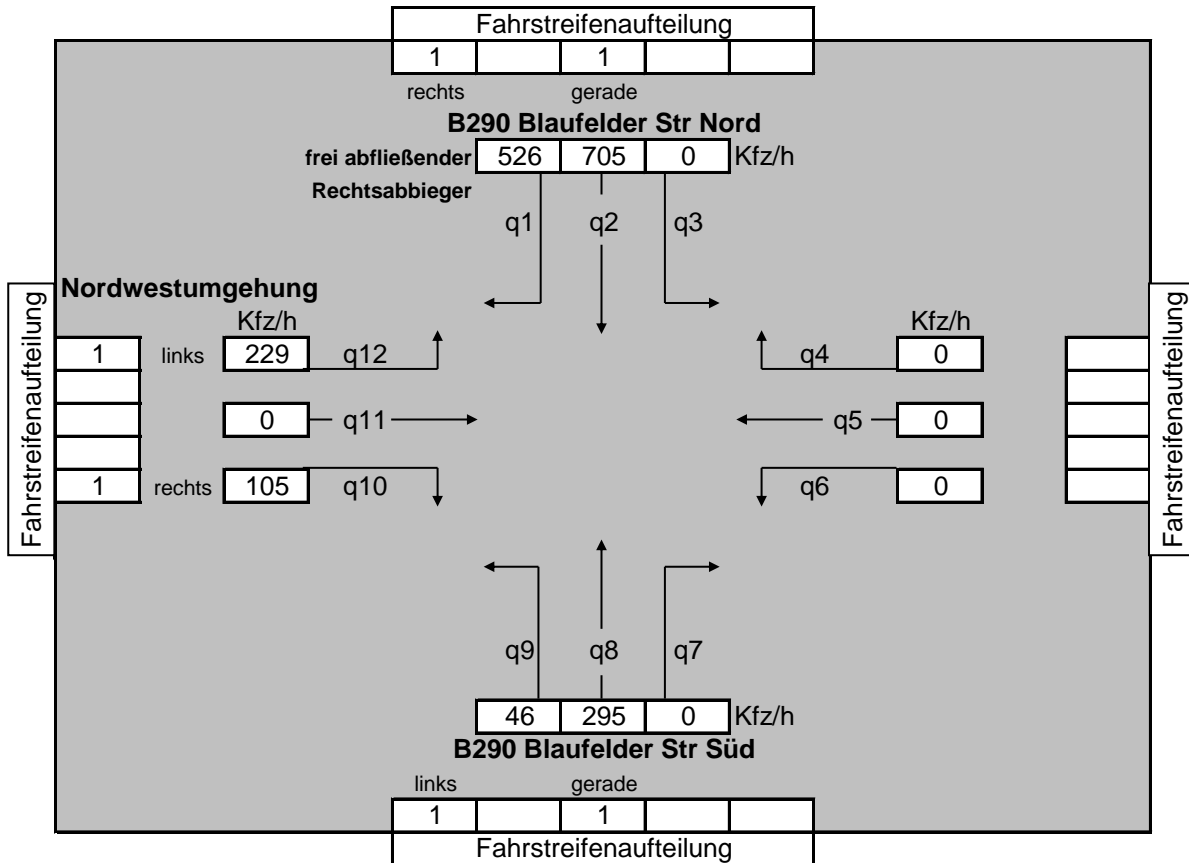 Fahrstreifenaufteilung
1 1
rechts gerade
B290 Blaufelder Str Nord
frei abfließender 526 705 0 Kfz/h
Rechtsabbieger
q1 q2 q3
Nordwestumgehung
Fahrstreifenaufteilung
Fahrstreifenaufteilung
Kfz/h Kfz/h
1 links 229 q12 q4 0
0 q11 q5 0
1 rechts 105 q10 q6 0
q9 q8 q7
46 295 0 Kfz/h
B290 Blaufelder Str Süd
links gerade
1 1
Fahrstreifenaufteilung